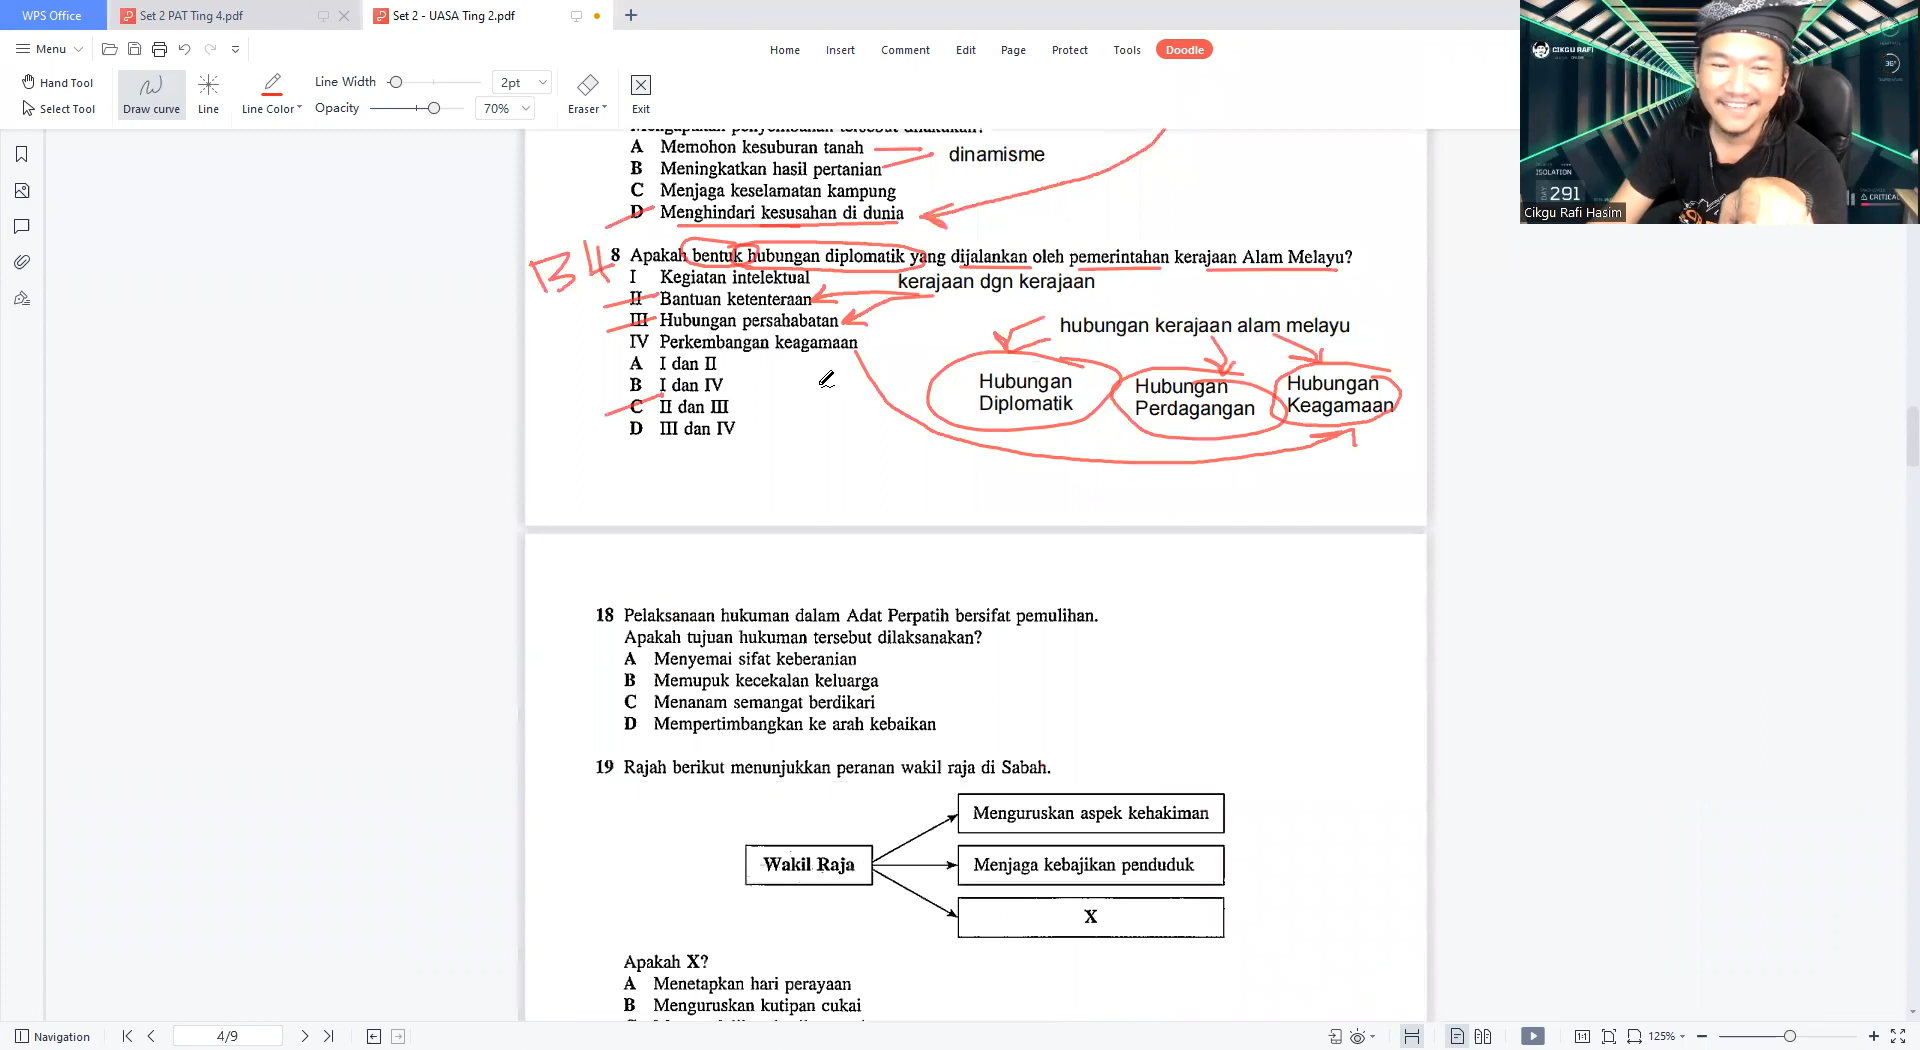 WPS Office
Set 2 PAT Ting 4.pdf
Set 2 - UASA Ting 2.pdf
Menu
Home
Insert
Comment
Edit
Page
Protect
Tools
Doodle
Hand Tool
Select Tool
Draw curve
Line
Line Color
Line Width
2pt
Opacity
70%
Eraser
Exit
CIKGU RAFI
ISOLATION
291
CRITICAL
Cikgu Rafi Hasim
Mengapakah penyembahan tersebut dilakukan?
A Memohon kesuburan tanah
dinamisme
B Meningkatkan hasil pertanian
C Menjaga keselamatan kampung
D Menghindari kesusahan di dunia
B4
8 Apakah bentuk hubungan diplomatik yang dijalankan oleh pemerintahan kerajaan Alam Melayu?
I Kegiatan intelektual
kerajaan dgn kerajaan
II Bantuan ketenteraan
III Hubungan persahabatan
hubungan kerajaan alam melayu
IV Perkembangan keagamaan
A I dan II
B I dan IV
C II dan III
D III dan IV
Hubungan
Diplomatik
Hubungan
Perdagangan
Hubungan
Keagamaan
18 Pelaksanaan hukuman dalam Adat Perpatih bersifat pemulihan.
Apakah tujuan hukuman tersebut dilaksanakan?
A Menyemai sifat keberanian
B Memupuk kecekalan keluarga
C Menanam semangat berdikari
D Mempertimbangkan ke arah kebaikan
19 Rajah berikut menunjukkan peranan wakil raja di Sabah.
Menguruskan aspek kehakiman
Wakil Raja
Menjaga kebajikan penduduk
X
Apakah X?
A Menetapkan hari perayaan
B Menguruskan kutipan cukai
Navigation
4/9
125%